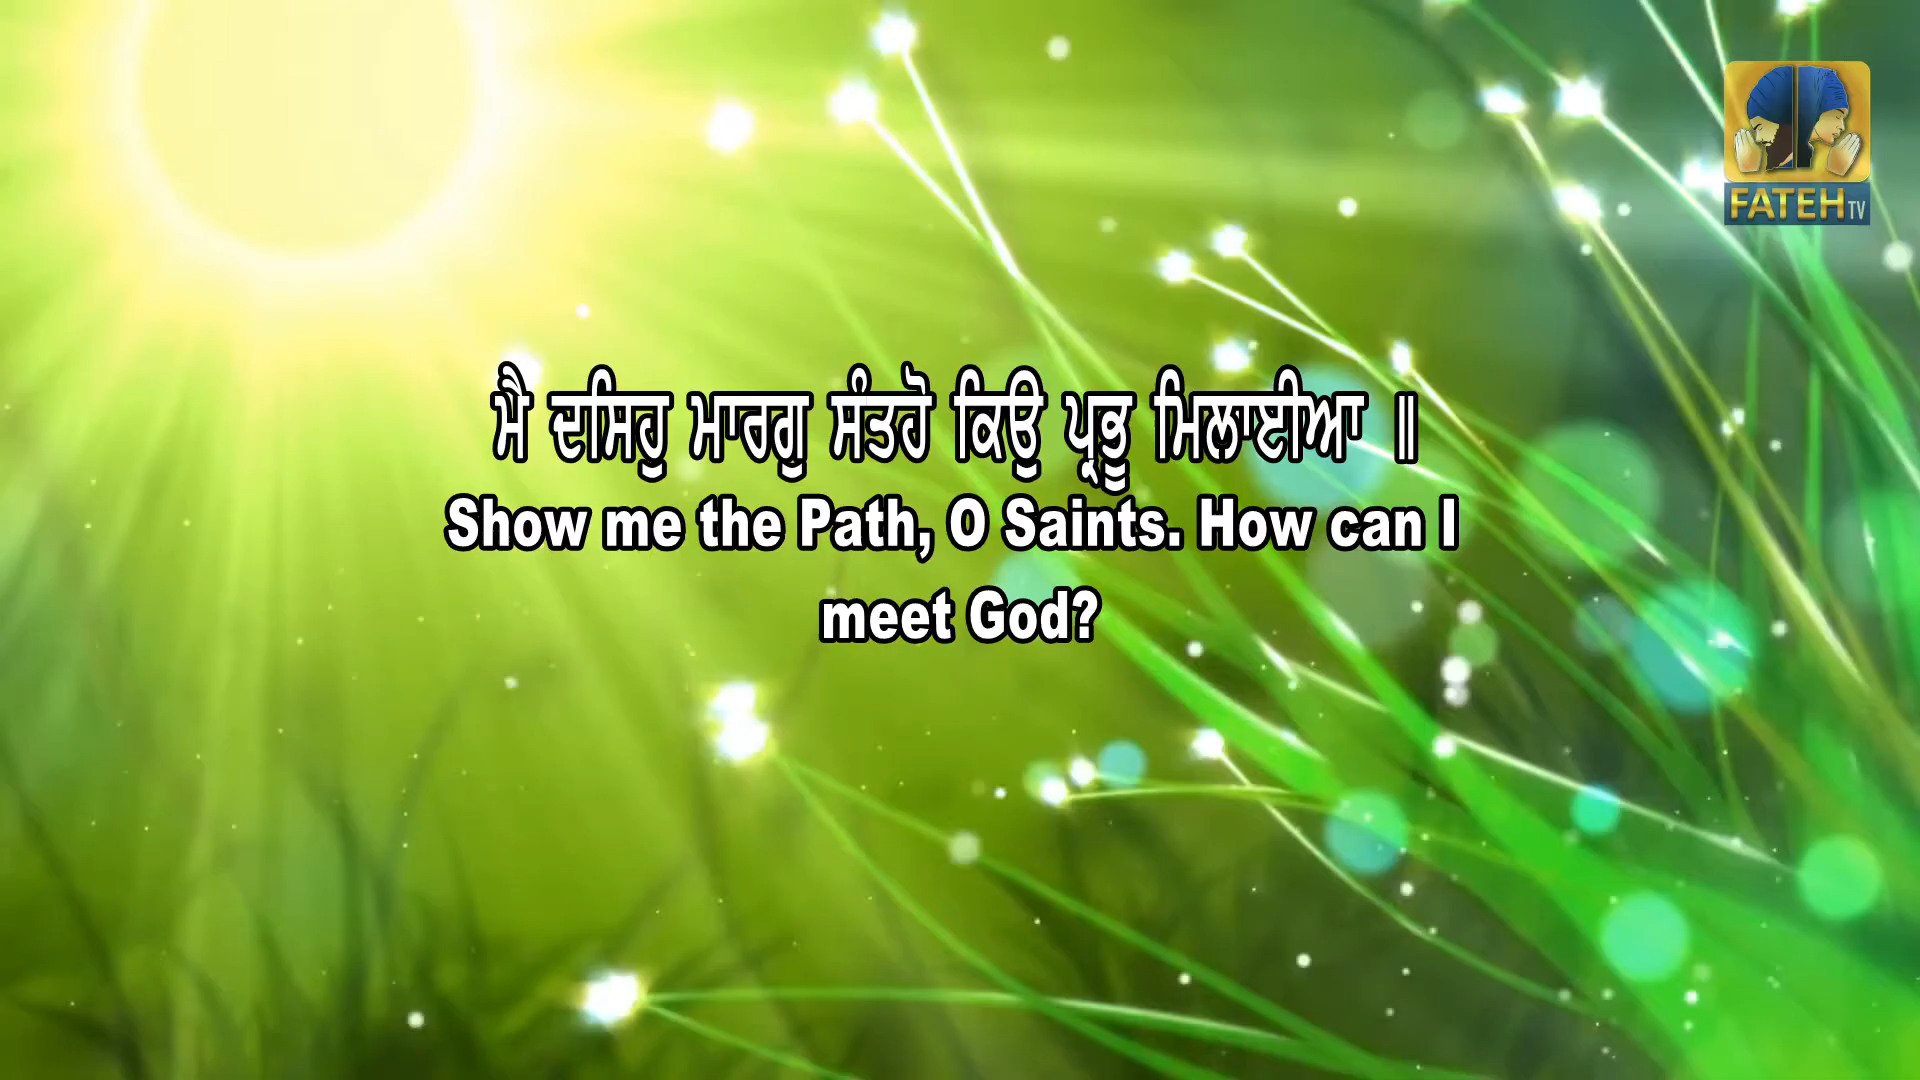 ਮੈ ਦਸਿਹੁ ਮਾਰਗੁ ਸੰਤਹੋ ਕਿਉ ਪ੍ਰਭੂ ਮਿਲਾਈਆ ॥
Show me the Path, O Saints. How can I
meet God?
FATEH TV